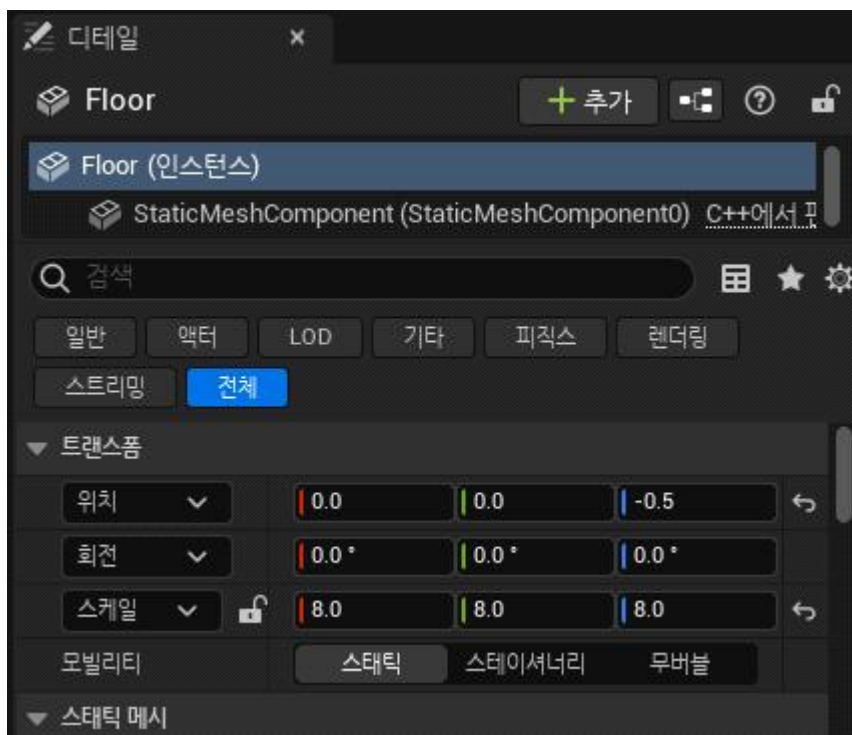 디테일
Floor
추가
Floor (인스턴스)
StaticMeshComponent (StaticMeshComponent0) C++에서
검색
일반 액터 LOD 기타 피직스 렌더링
스트리밍 전체
트랜스폼
위치 0.0 0.0 -0.5
회전 0.0° 0.0° 0.0°
스케일 8.0 8.0 8.0
모빌리티 스태틱 스테이셔너리 무버블
스태틱 메시